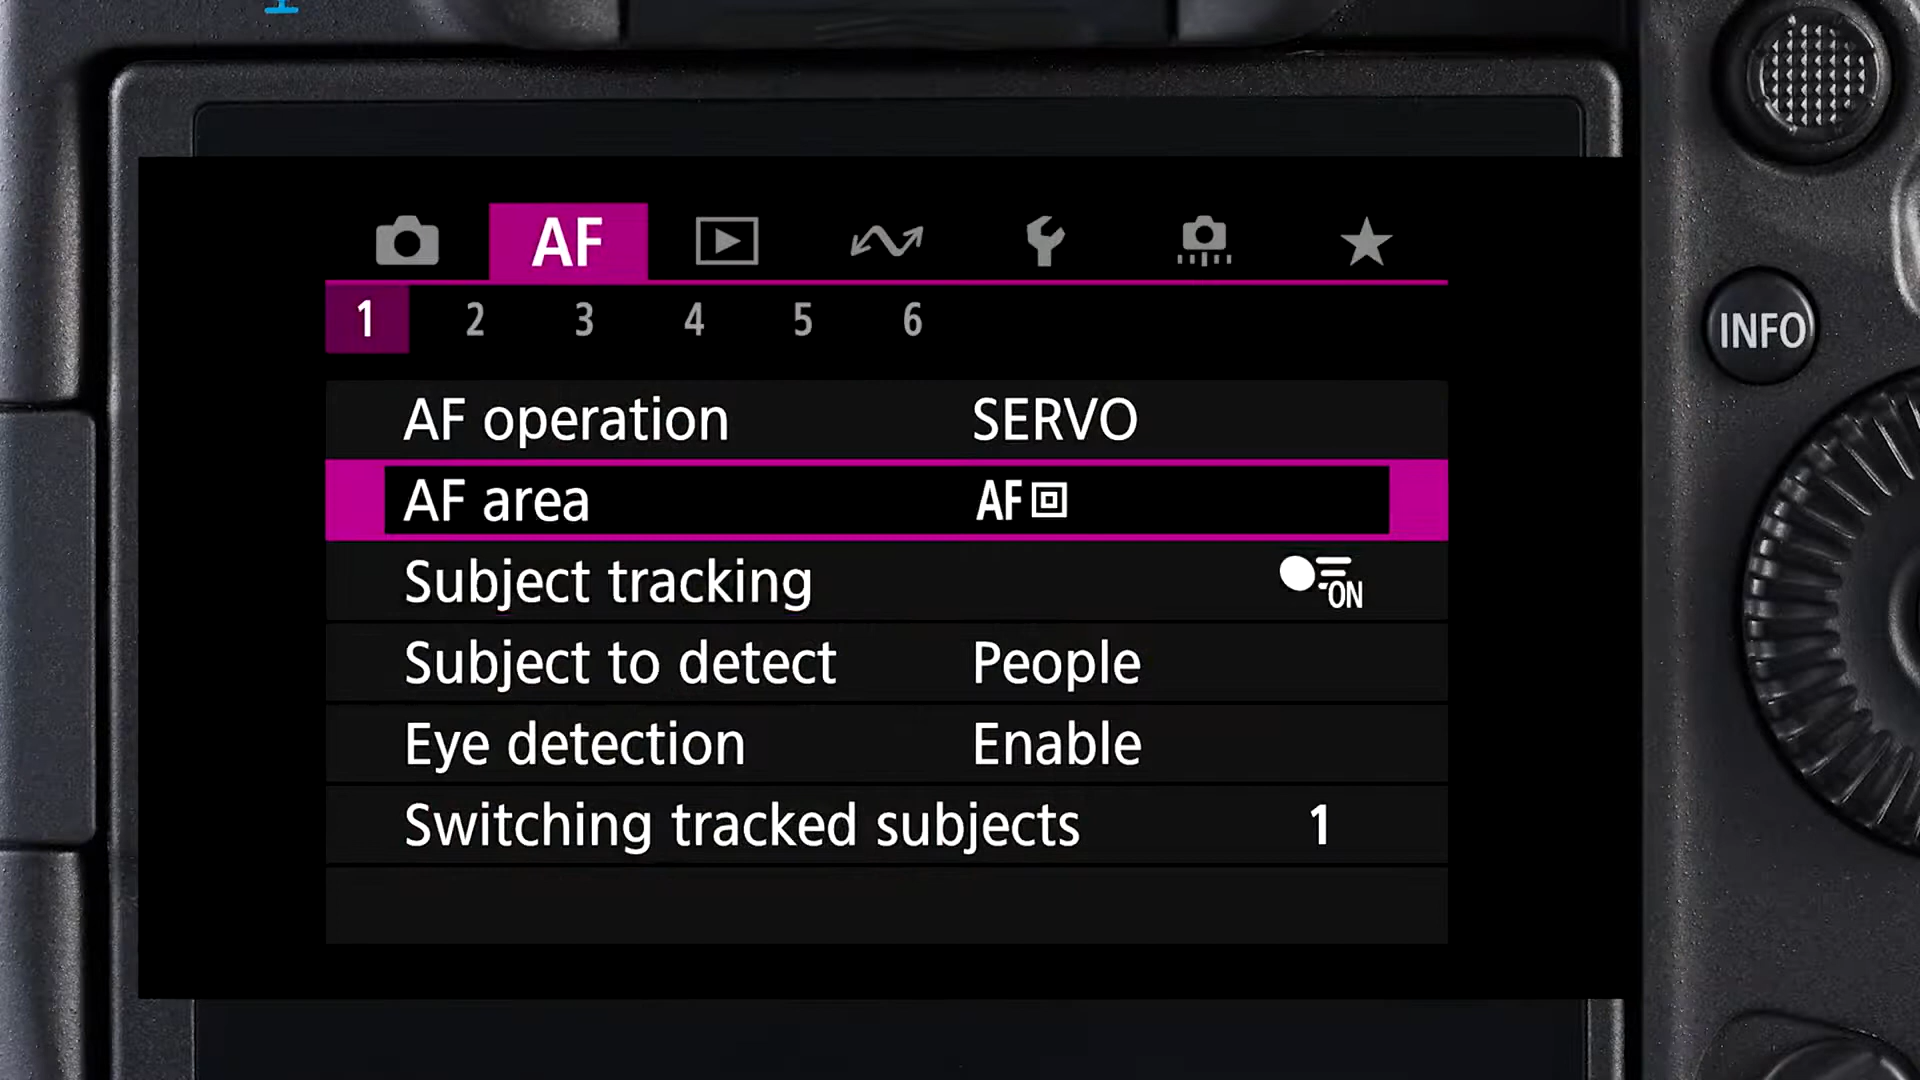 AF
1 2 3 4 5 6
AF operation SERVO
AF area AF
Subject tracking ON
Subject to detect People
Eye detection Enable
Switching tracked subjects 1
INFO